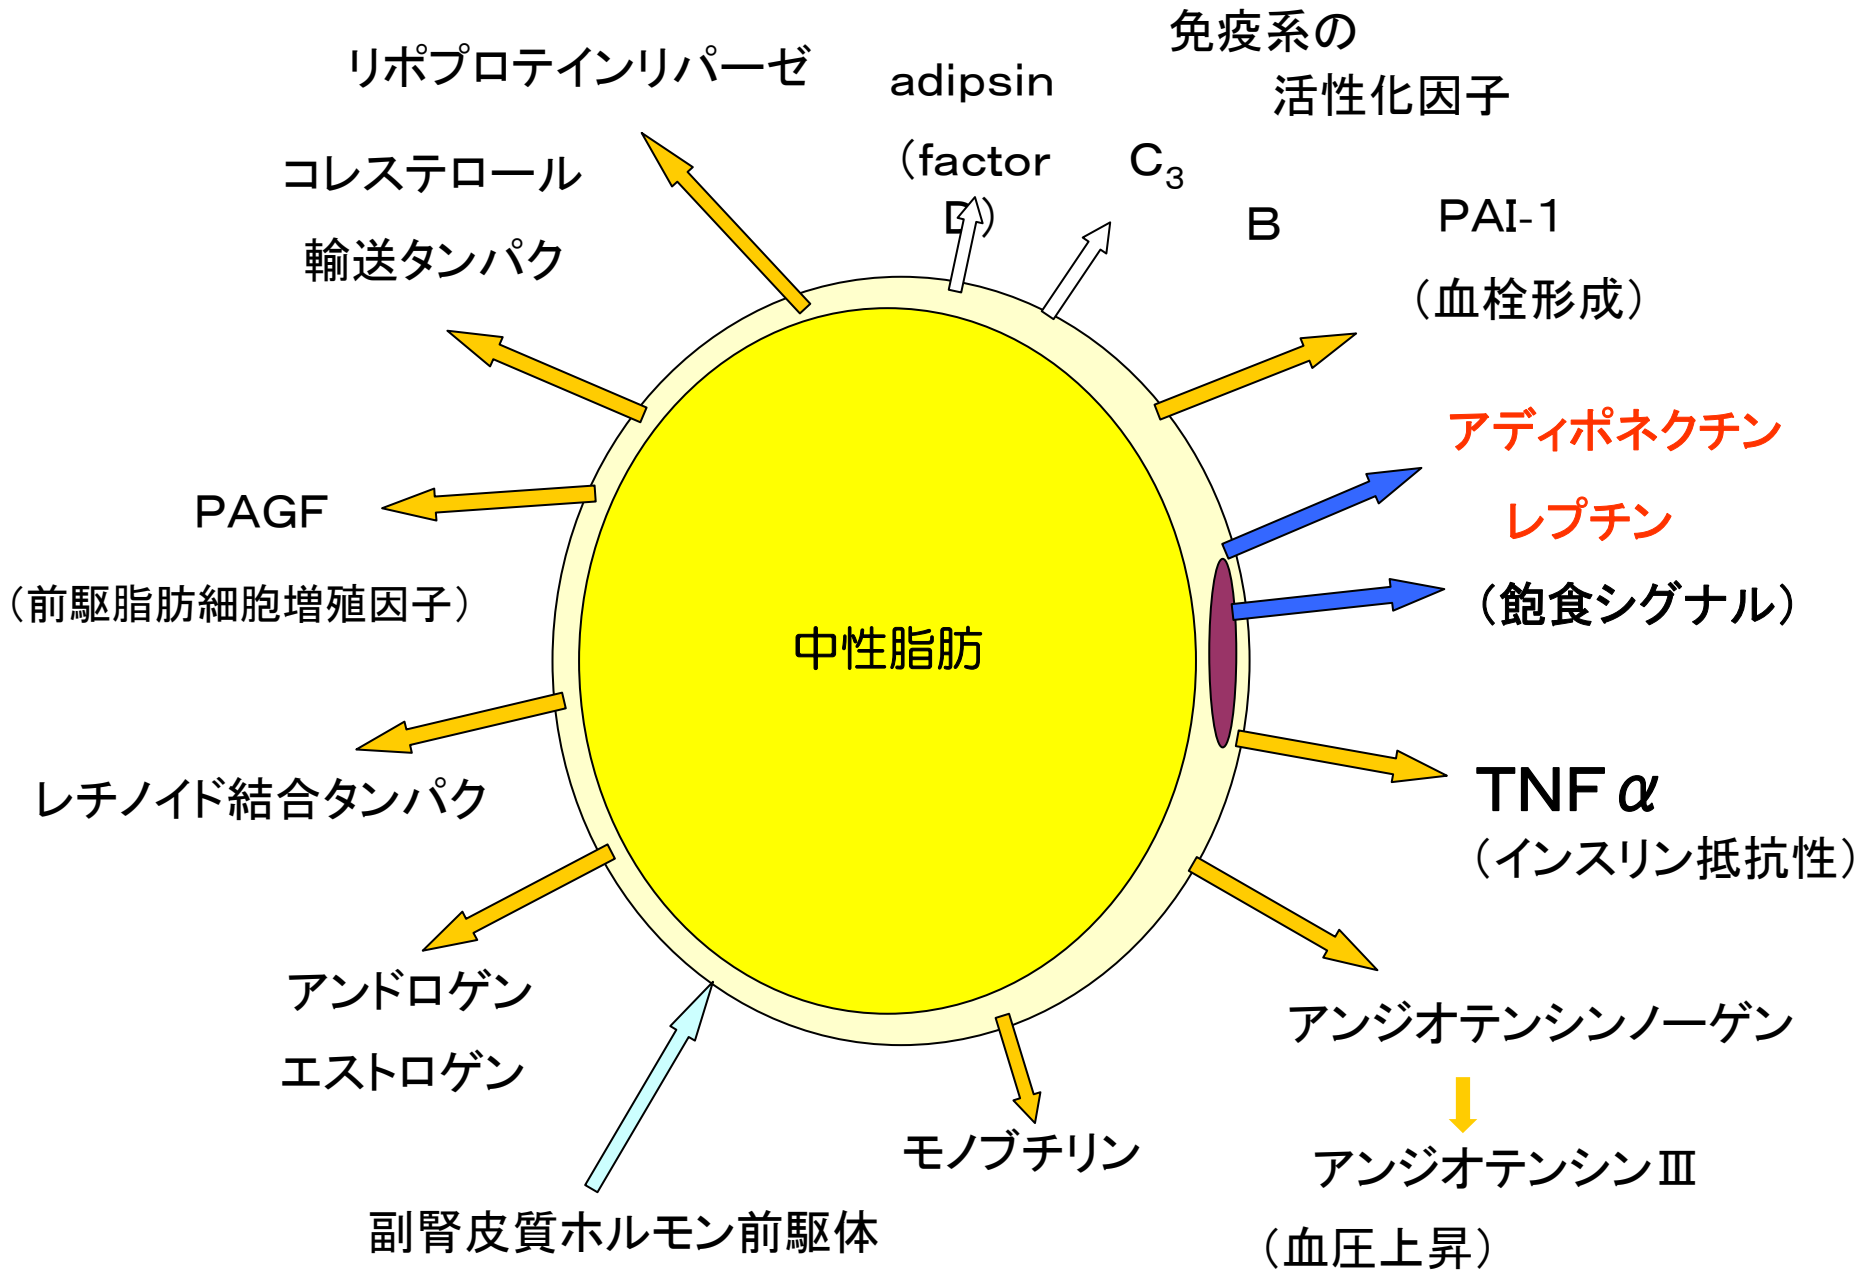 免疫系の
活性化因子
リポプロテインリパーゼ
adipsin
（factor
D）
C3
B
コレステロール
輸送タンパク
PAI-1
（血栓形成）
アディポネクチン
レプチン
（飽食シグナル）
PAGF
（前駆脂肪細胞増殖因子）
中性脂肪
レチノイド結合タンパク
TNFα
（インスリン抵抗性）
アンドロゲン
エストロゲン
アンジオテンシンノーゲン
モノブチリン
アンジオテンシンⅢ
（血圧上昇）
副腎皮質ホルモン前駆体